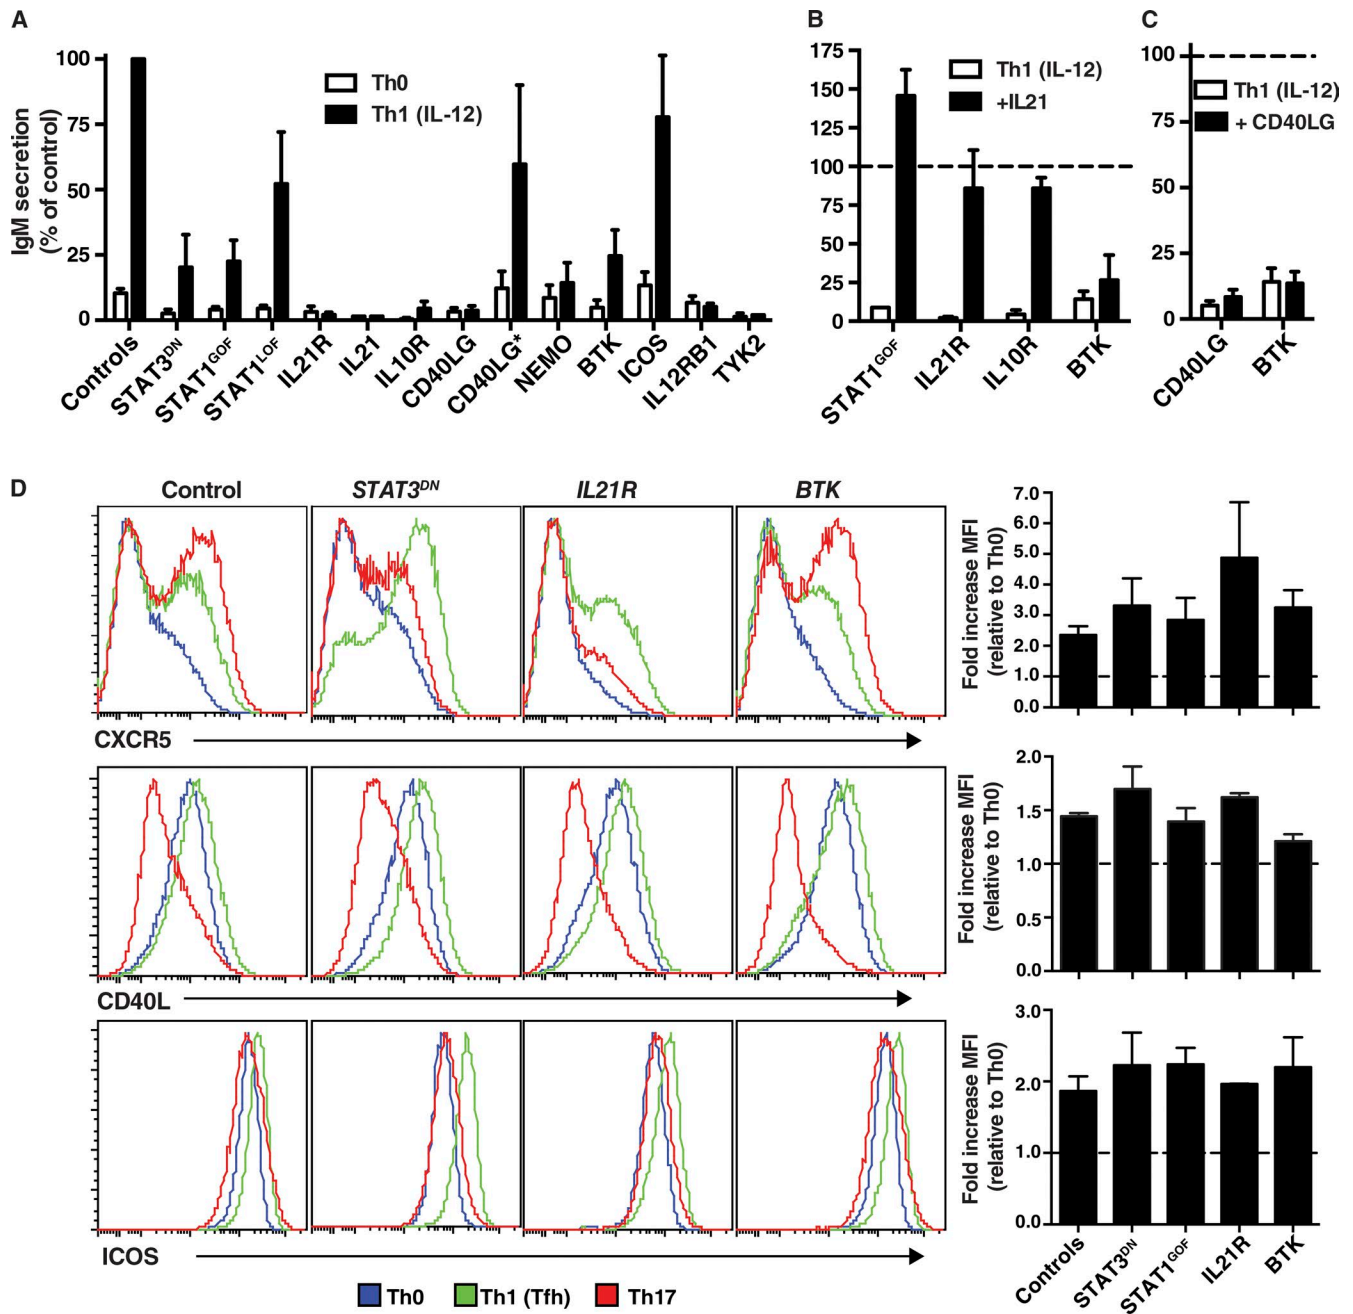 A
IgM secretion
(% of control)
100
75
50
25
0
Th0
Th1 (IL-12)
Controls
STAT3DN
STAT1GOF
STAT1LOF
IL21R
IL21
IL10R
CD40LG
CD40LG*
NEMO
BTK
ICOS
IL12RB1
TYK2
B
175
150
125
100
75
50
25
0
Th1 (IL-12)
+IL21
STAT1GOF
IL21R
IL10R
BTK
C
100
75
50
25
0
Th1 (IL-12)
+ CD40LG
CD40LG
BTK
D
Control
STAT3DN
IL21R
BTK
CXCR5
Fold increase MFI
(relative to Th0)
7.0
6.0
5.0
4.0
3.0
2.0
1.0
0.0
CD40L
Fold increase MFI
(relative to Th0)
2.0
1.5
1.0
0.5
0.0
ICOS
Fold increase MFI
(relative to Th0)
3.0
2.0
1.0
0.0
Controls
STAT3DN
STAT1GOF
IL21R
BTK
Th0
Th1 (Tfh)
Th17